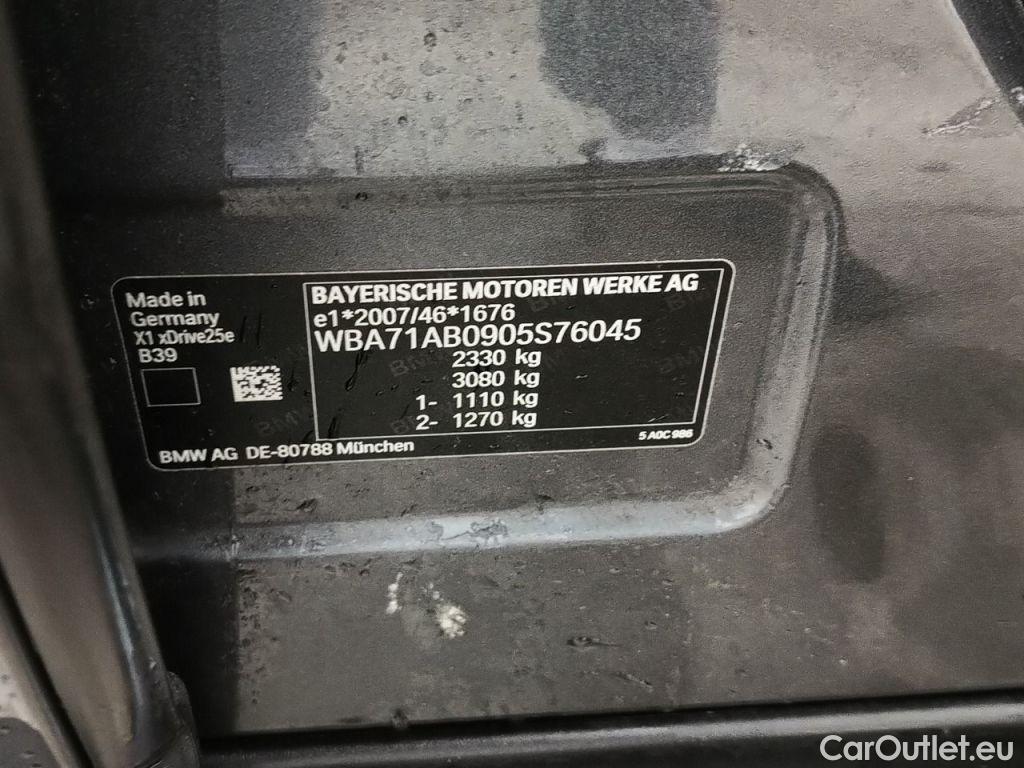 Made in
Germany
X1 xDrive25e
B39
BAYERISCHE MOTOREN WERKE AG
e1*2007/46*1676
WBA71AB0905S76045
2330 kg
3080 kg
1- 1110 kg
2- 1270 kg
BMW AG DE-80788 München
5 A0C 986
CarOutlet.eu